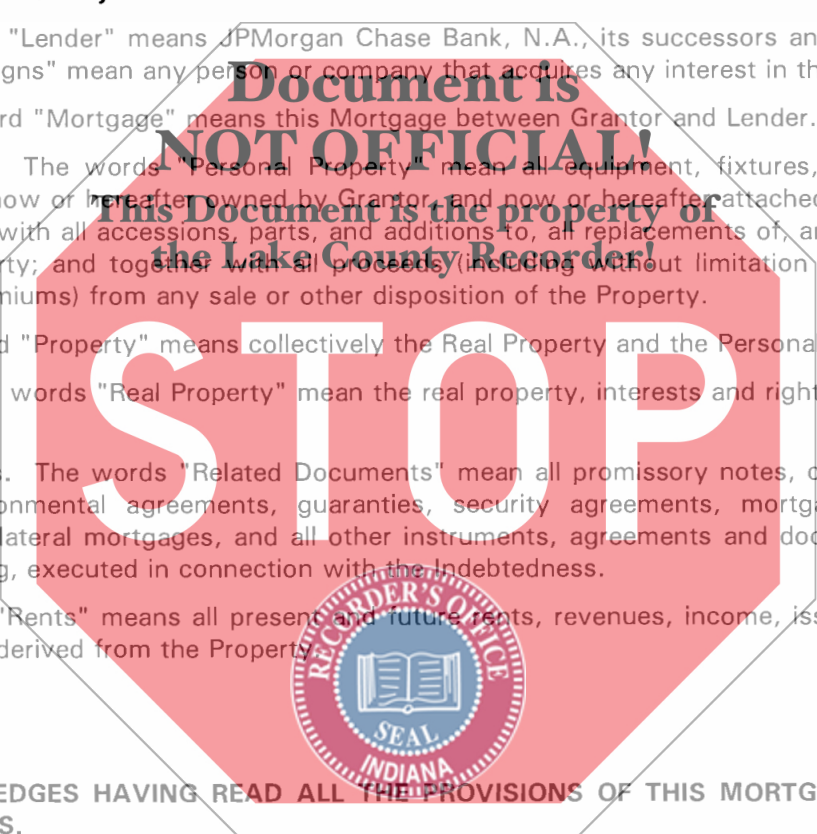 "Lender" means JPMorgan Chase Bank, N.A., its successors an
igns" mean any person or company that acquires any interest in th
Document is
rd "Mortgage" means this Mortgage between Grantor and Lender.
NOT OFFICIAL!
The words "Personal Property" mean all equipment, fixtures,
now or hereafter owned by Grantor, and now or hereafter attached
This Document is the property of
with all accessions, parts, and additions to, all replacements of, a
the Lake County Recorder!
rty; and together with all proceeds (including without limitation
miums) from any sale or other disposition of the Property.
d "Property" means collectively the Real Property and the Persona
words "Real Property" mean the real property, interests and right
STOP
s. The words "Related Documents" mean all promissory notes, c
onmental agreements, guaranties, security agreements, mortga
lateral mortgages, and all other instruments, agreements and doc
g, executed in connection with the Indebtedness.
"Rents" means all present and future rents, revenues, income, iss
derived from the Property.
RECORDER'S OFFICE
SEAL
INDIANA
EDGES HAVING READ ALL THE PROVISIONS OF THIS MORTG
S.